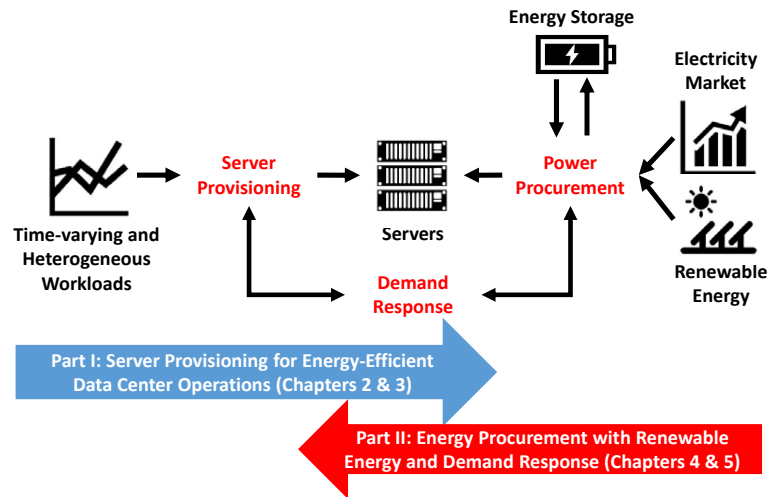 Energy Storage
Electricity
Market
Server
Provisioning
Power
Procurement
Time-varying and
Heterogeneous
Workloads
Servers
Renewable
Energy
Demand
Response
Part I: Server Provisioning for Energy-Efficient
Data Center Operations (Chapters 2 & 3)
Part II: Energy Procurement with Renewable
Energy and Demand Response (Chapters 4 & 5)